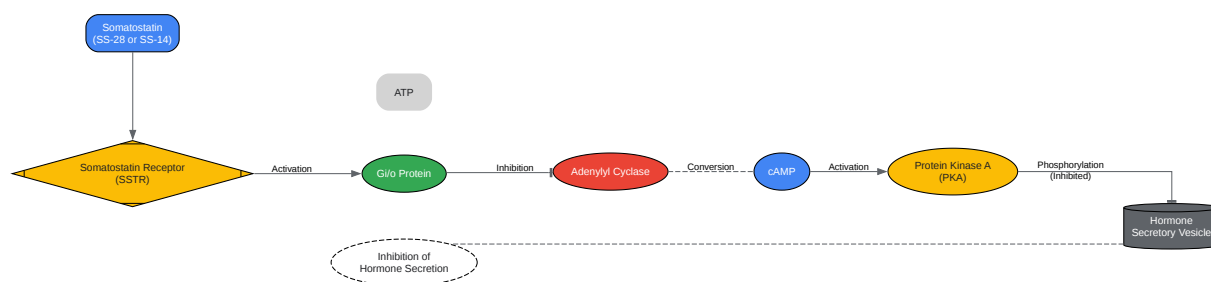 Somatostatin
(SS-28 or SS-14)
ATP
Somatostatin Receptor
(SSTR)
Activation
Gi/o Protein
Inhibition
Adenylyl Cyclase
Conversion
cAMP
Activation
Protein Kinase A
(PKA)
Phosphorylation
(Inhibited)
Hormone
Secretory Vesicle
Inhibition of
Hormone Secretion